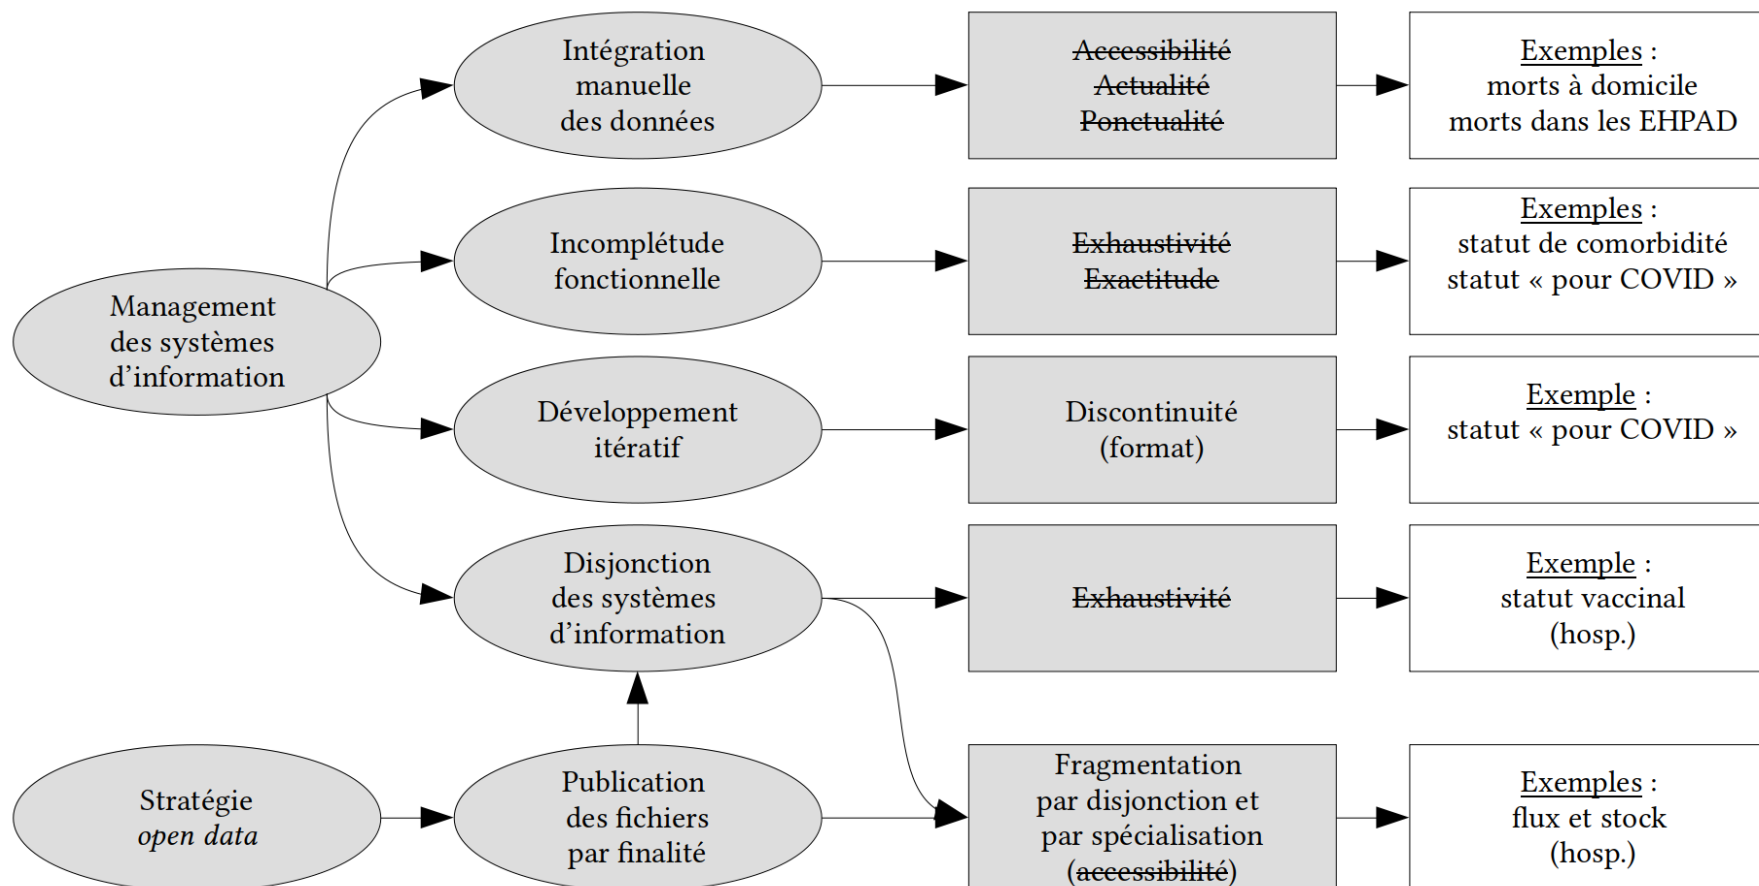 Intégration
manuelle
des données
Accessibilité
Actualité
Ponctualité
Exemples :
morts à domicile
morts dans les EHPAD
Incomplétude
fonctionnelle
Exhaustivité
Exactitude
Exemples :
statut de comorbidité
statut « pour COVID »
Management
des systèmes
d’information
Développement
itératif
Discontinuité
(format)
Exemple :
statut « pour COVID »
Disjonction
des systèmes
d’information
Exhaustivité
Exemple :
statut vaccinal
(hosp.)
Stratégie
open data
Publication
des fichiers
par finalité
Fragmentation
par disjonction et
par spécialisation
(accessibilité)
Exemples :
flux et stock
(hosp.)